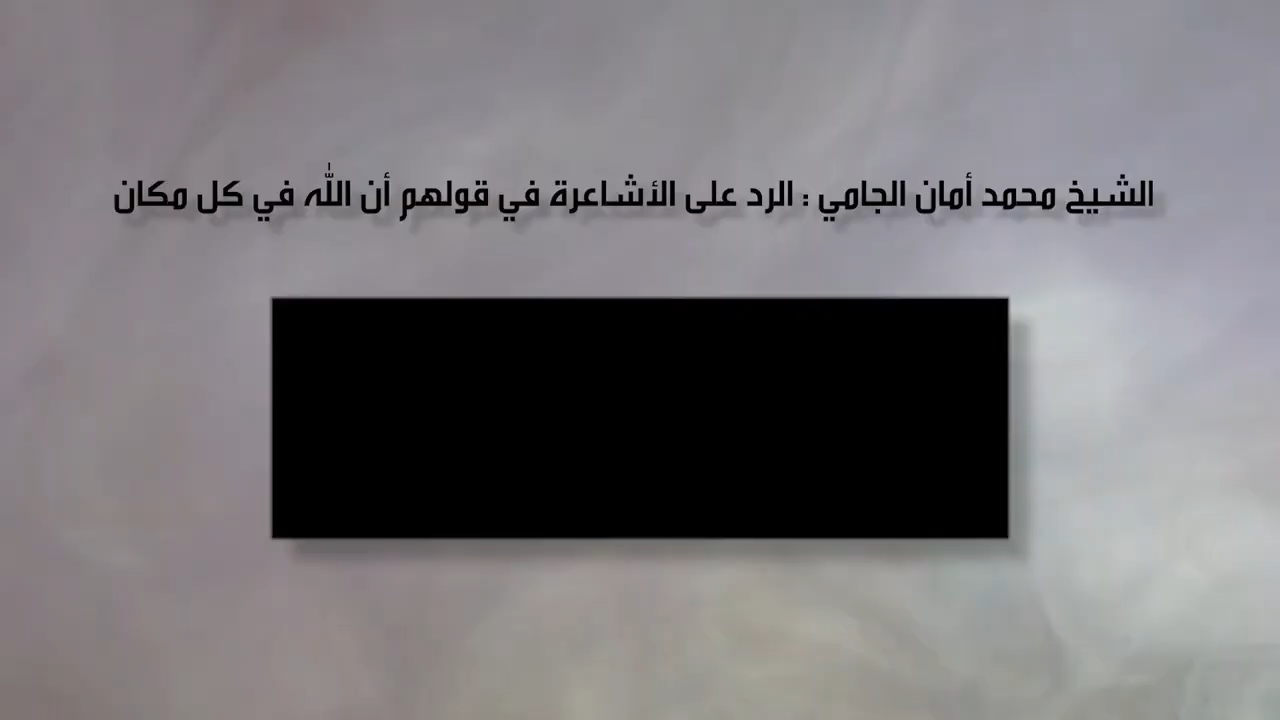 الشيخ محمد أمان الجامي : الرد على الأشاعرة في قولهم أن الله في كل مكان